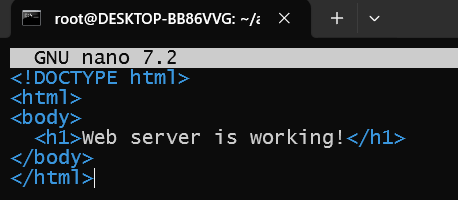 root@DESKTOP-BB86VVG: ~/a
GNU nano 7.2
<!DOCTYPE html>
<html>
<body>
  <h1>Web server is working!</h1>
</body>
</html>